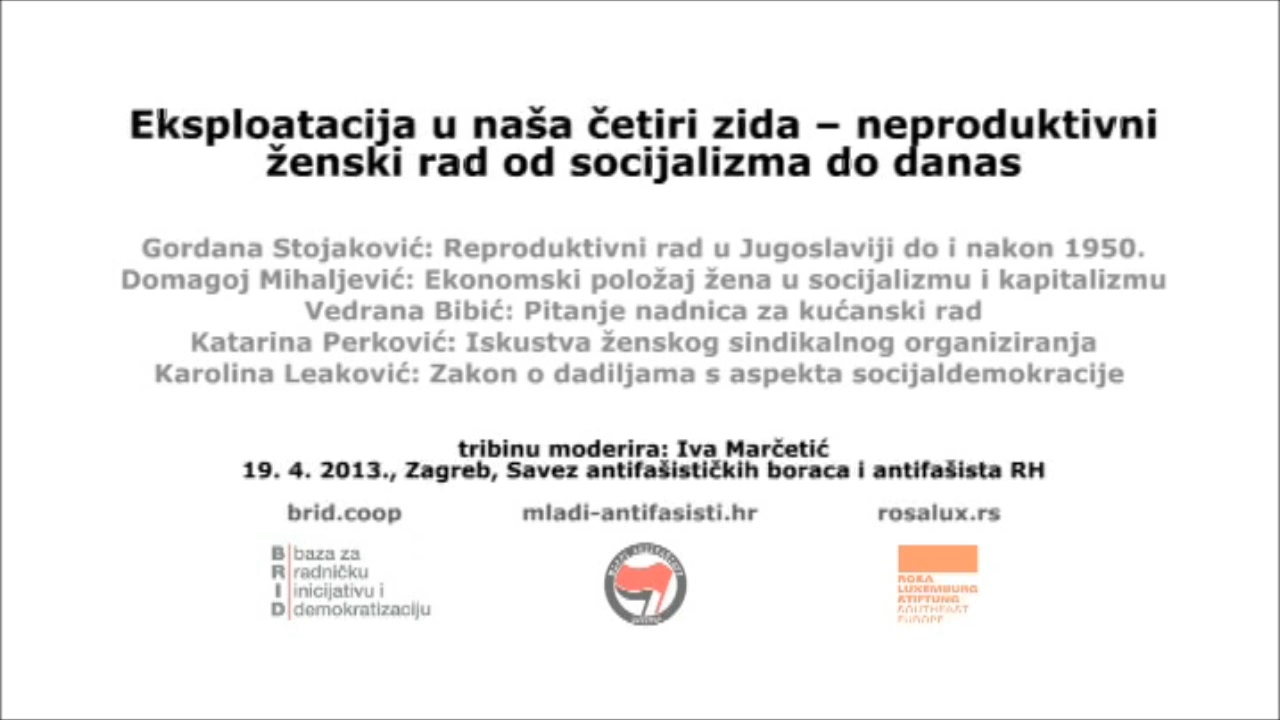 Eksploatacija u naša četiri zida – neproduktivni
ženski rad od socijalizma do danas
Gordana Stojaković: Reproduktivni rad u Jugoslaviji do i nakon 1950.
Domagoj Mihaljević: Ekonomski položaj žena u socijalizmu i kapitalizmu
Vedrana Bibić: Pitanje nadnica za kućanski rad
Katarina Perković: Iskustva ženskog sindikalnog organiziranja
Karolina Leaković: Zakon o dadiljama s aspekta socijaldemokracije
tribinu moderira: Iva Marčetić
19. 4. 2013., Zagreb, Savez antifašističkih boraca i antifašista RH
brid.coop mladi-antifasisti.hr rosalux.rs
B baza za
R radničku
I inicijativu i
D demokratizaciju
ROSA
LUXEMBURG
STIFTUNG
SOUTHEAST
EUROPE